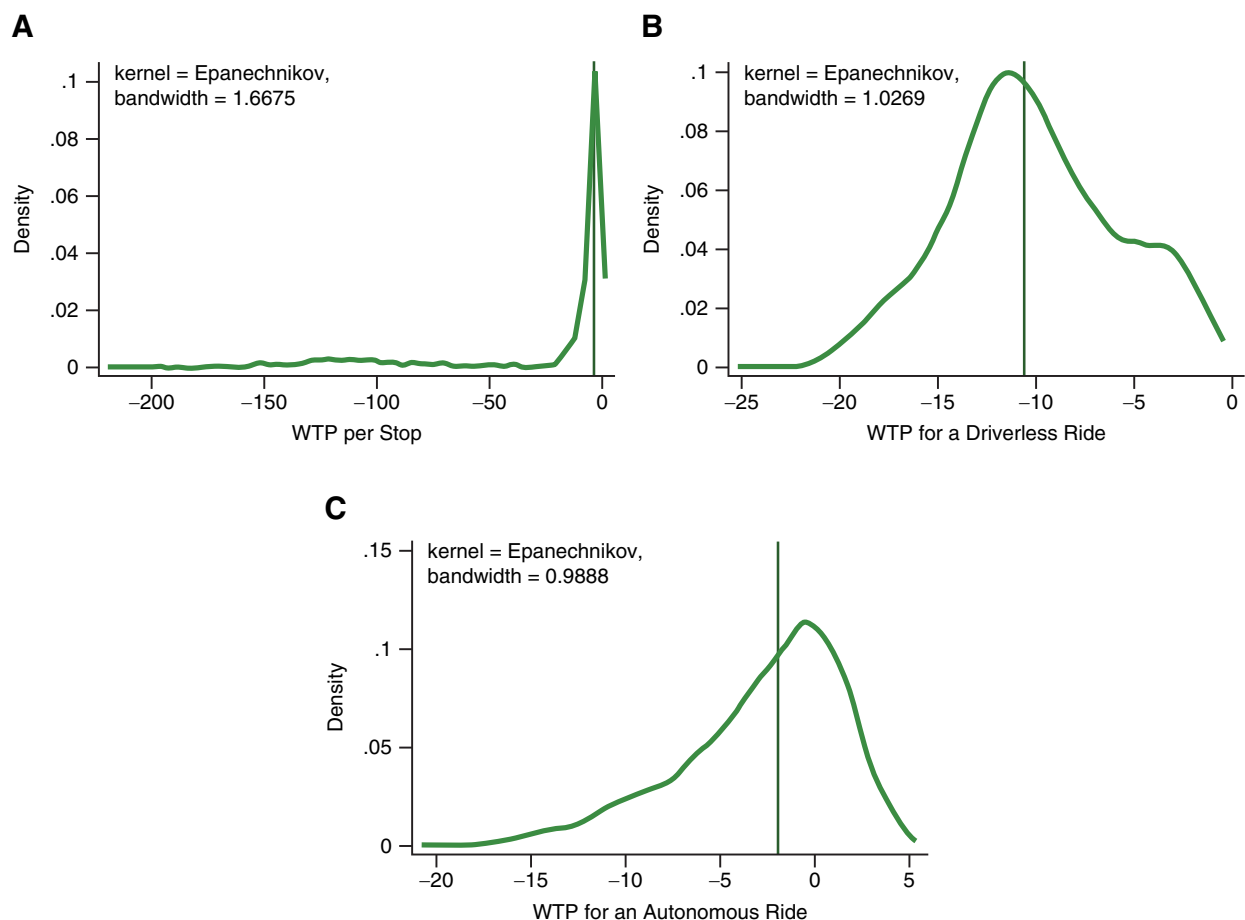 A
kernel = Epanechnikov,
bandwidth = 1.6675
.1
.08
.06
.04
.02
0
Density
−200
−150
−100
−50
0
WTP per Stop
B
kernel = Epanechnikov,
bandwidth = 1.0269
.1
.08
.06
.04
.02
0
Density
−25
−20
−15
−10
−5
0
WTP for a Driverless Ride
C
kernel = Epanechnikov,
bandwidth = 0.9888
.15
.1
.05
0
Density
−20
−15
−10
−5
0
5
WTP for an Autonomous Ride